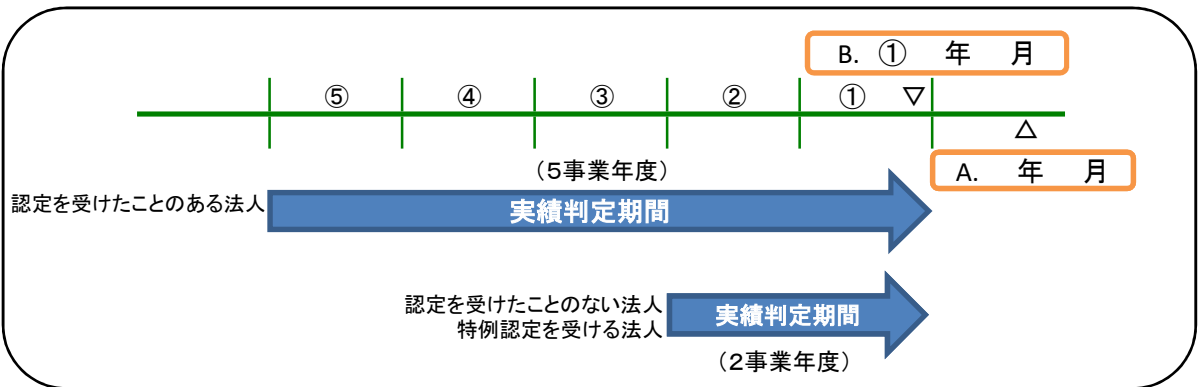 B. ① 年 月
⑤ ④ ③ ② ① ▽
△
(5事業年度)
A. 年 月
認定を受けたことのある法人
実績判定期間
認定を受けたことのない法人
特例認定を受ける法人
実績判定期間
(2事業年度)